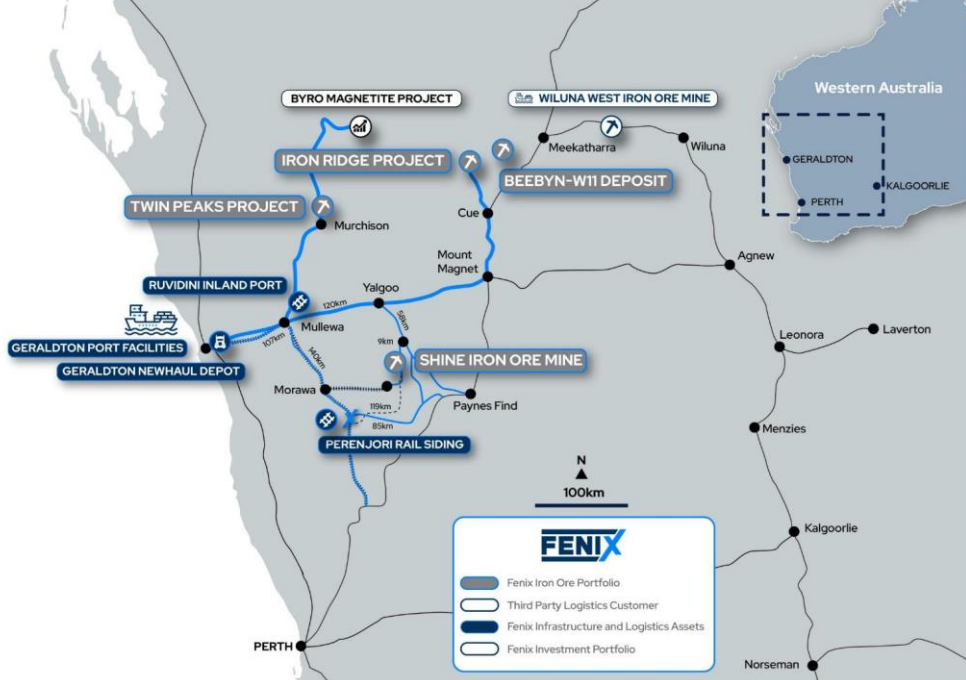 BYRO MAGNETITE PROJECT
WILUNA WEST IRON ORE MINE
Western Australia
IRON RIDGE PROJECT
Meekatharra
Wiluna
GERALDTON
BEEBYN-W11 DEPOSIT
KALGOORLIE
TWIN PEAKS PROJECT
Cue
PERTH
Murchison
Mount
Magnet
Agnew
RUVIDINI INLAND PORT
Yalgoo
120km
58km
Mullewa
107km
9km
Leonora
Laverton
GERALDTON PORT FACILITIES
140km
SHINE IRON ORE MINE
GERALDTON NEWHAUL DEPOT
Morawa
119km
Paynes Find
85km
Menzies
PERENJORI RAIL SIDING
N
100km
Kalgoorlie
FENIX
Fenix Iron Ore Portfolio
Third Party Logistics Customer
Fenix Infrastructure and Logistics Assets
Fenix Investment Portfolio
PERTH
Norseman